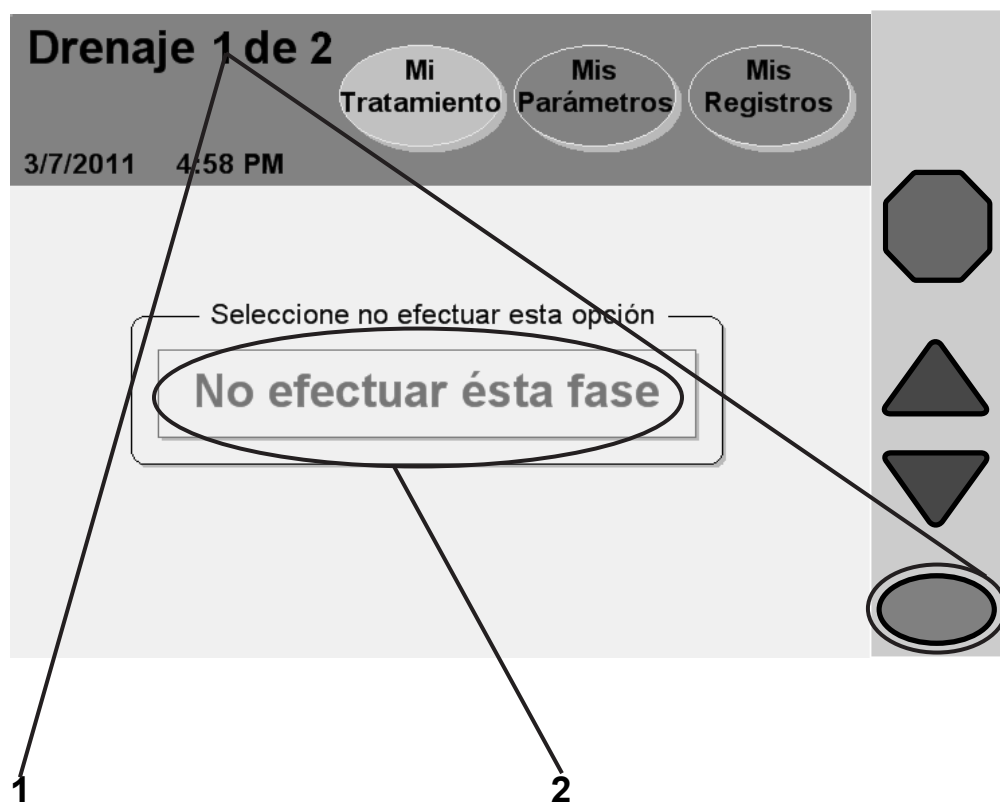 Drenaje 1 de 2
Mi
Tratamiento
Mis
Parámetros
Mis
Registros
3/7/2011 4:58 PM
Seleccione no efectuar esta opción
No efectuar ésta fase
1
2